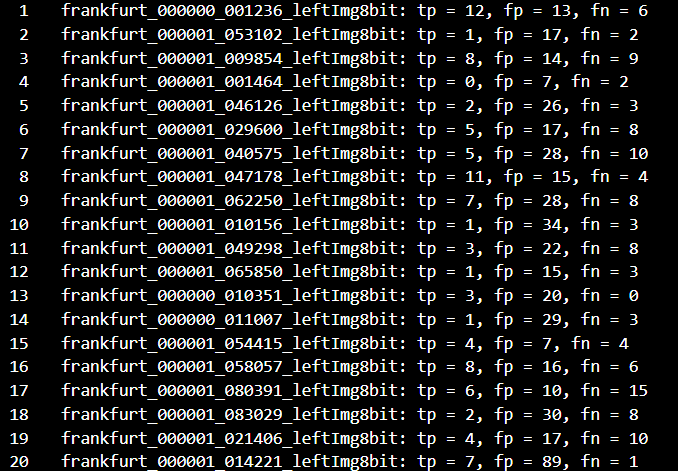 1 frankfurt_000000_001236_leftImg8bit: tp = 12, fp = 13, fn = 6
2 frankfurt_000001_053102_leftImg8bit: tp = 1, fp = 17, fn = 2
3 frankfurt_000001_009854_leftImg8bit: tp = 8, fp = 14, fn = 9
4 frankfurt_000001_001464_leftImg8bit: tp = 0, fp = 7, fn = 2
5 frankfurt_000001_046126_leftImg8bit: tp = 2, fp = 26, fn = 3
6 frankfurt_000001_029600_leftImg8bit: tp = 5, fp = 17, fn = 8
7 frankfurt_000001_040575_leftImg8bit: tp = 5, fp = 28, fn = 10
8 frankfurt_000001_047178_leftImg8bit: tp = 11, fp = 15, fn = 4
9 frankfurt_000001_062250_leftImg8bit: tp = 7, fp = 28, fn = 8
10 frankfurt_000001_010156_leftImg8bit: tp = 1, fp = 34, fn = 3
11 frankfurt_000001_049298_leftImg8bit: tp = 3, fp = 22, fn = 8
12 frankfurt_000001_065850_leftImg8bit: tp = 1, fp = 15, fn = 3
13 frankfurt_000000_010351_leftImg8bit: tp = 3, fp = 20, fn = 0
14 frankfurt_000000_011007_leftImg8bit: tp = 1, fp = 29, fn = 3
15 frankfurt_000001_054415_leftImg8bit: tp = 4, fp = 7, fn = 4
16 frankfurt_000001_058057_leftImg8bit: tp = 8, fp = 16, fn = 6
17 frankfurt_000001_080391_leftImg8bit: tp = 6, fp = 10, fn = 15
18 frankfurt_000001_083029_leftImg8bit: tp = 2, fp = 30, fn = 8
19 frankfurt_000001_021406_leftImg8bit: tp = 4, fp = 17, fn = 10
20 frankfurt_000001_014221_leftImg8bit: tp = 7, fp = 89, fn = 1